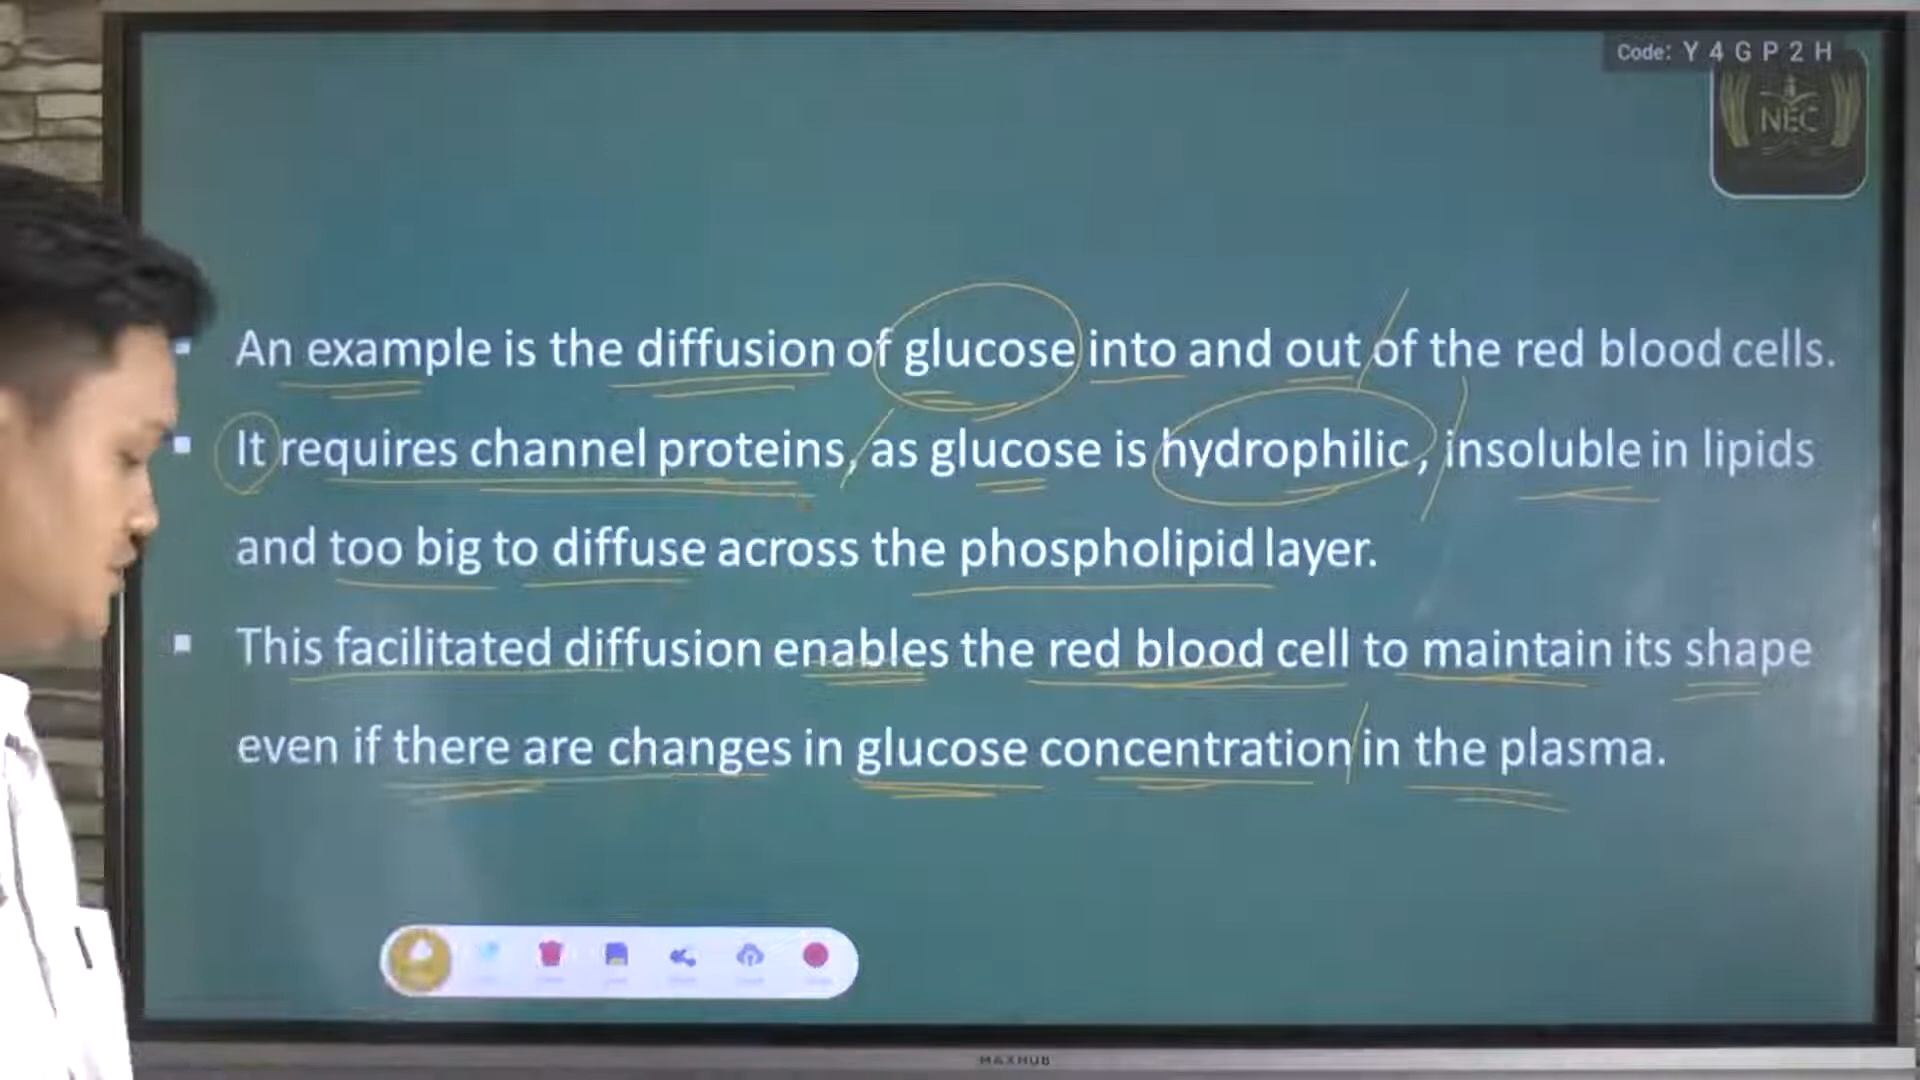 Code: Y 4 G P 2 H
NEC
An example is the diffusion of glucose into and out of the red blood cells.
It requires channel proteins, as glucose is hydrophilic, insoluble in lipids
and too big to diffuse across the phospholipid layer.
This facilitated diffusion enables the red blood cell to maintain its shape
even if there are changes in glucose concentration in the plasma.
MAXHUB